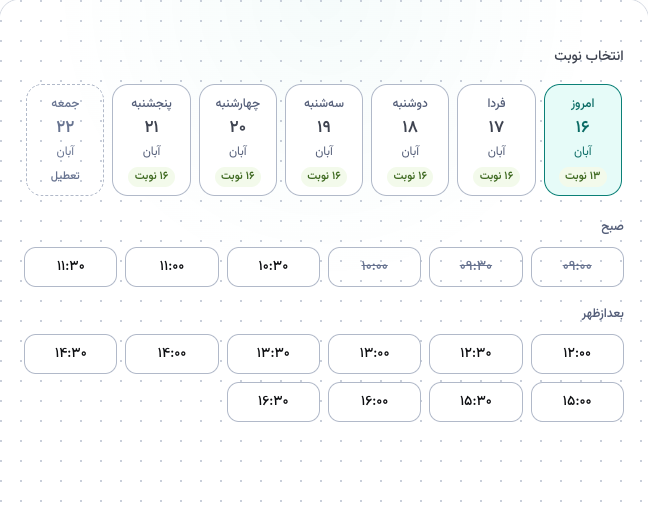 انتخاب نوبت
امروز فردا دوشنبه سه‌شنبه چهارشنبه پنجشنبه جمعه
۱۶ ۱۷ ۱۸ ۱۹ ۲۰ ۲۱ ۲۲
آبان آبان آبان آبان آبان آبان آبان
۱۳ نوبت ۱۶ نوبت ۱۶ نوبت ۱۶ نوبت ۱۶ نوبت ۱۶ نوبت تعطیل
صبح
۰۹:۰۰ ۰۹:۳۰ ۱۰:۰۰ ۱۰:۳۰ ۱۱:۰۰ ۱۱:۳۰
بعدازظهر
۱۲:۰۰ ۱۲:۳۰ ۱۳:۰۰ ۱۳:۳۰ ۱۴:۰۰ ۱۴:۳۰
۱۵:۰۰ ۱۵:۳۰ ۱۶:۰۰ ۱۶:۳۰